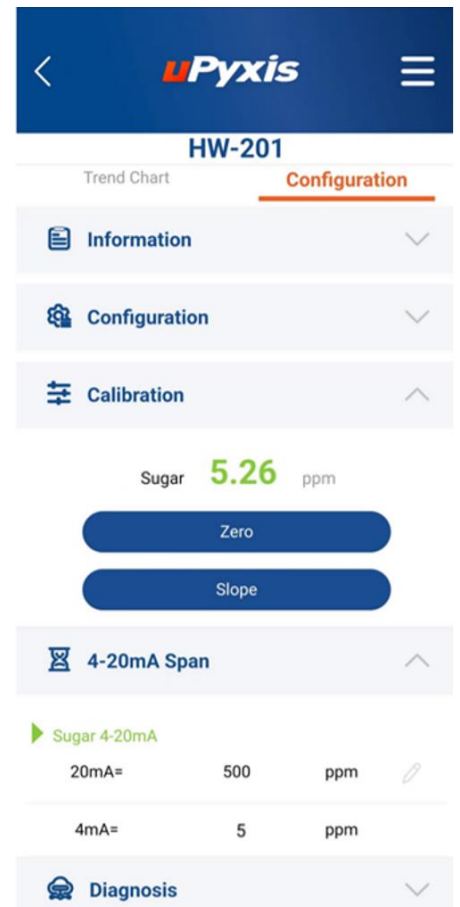 uPyxis
HW-201
Trend Chart Configuration
Information
Configuration
Calibration
Sugar 5.26 ppm
Zero
Slope
4-20mA Span
Sugar 4-20mA
20mA= 500 ppm
4mA= 5 ppm
Diagnosis